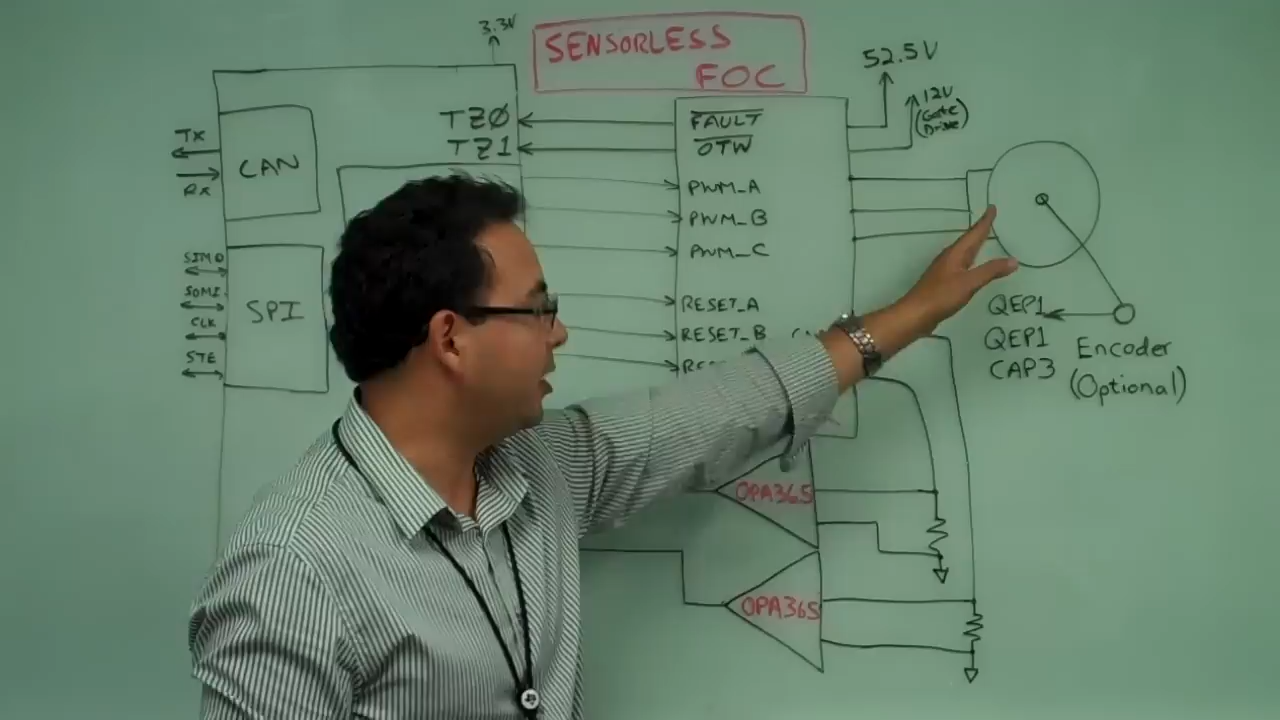 3.3V
SENSORLESS
FOC
52.5V
12V
(Gate
Drive)
TZ0
TZ1
FAULT
OTW
Tx
Rx
CAN
PWM_A
PWM_B
PWM_C
SIMO
SOMI
CLK
STE
SPI
RESET_A
RESET_B
QEP1
QEP1
CAP3
Encoder
(Optional)
OPA365
OPA365